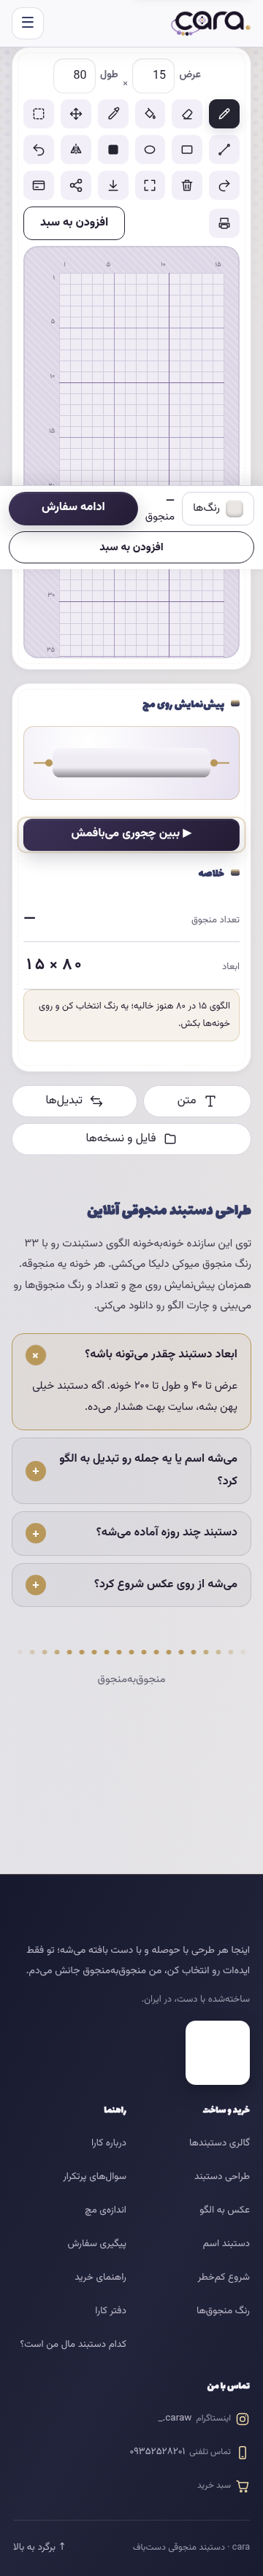 cara.
عرض 15 × طول 80
افزودن به سبد
۱ ۵ ۱۰ ۱۵
۱
۵
۱۰
۱۵
رنگ‌ها
—
منجوق
ادامه سفارش
افزودن به سبد
۳۰
۳۵
پیش‌نمایش روی مچ
▶ ببین چجوری می‌بافمش
خلاصه
تعداد منجوق —
ابعاد ۱۵ × ۸۰
الگوی ۱۵ در ۸۰ هنوز خالیه؛ یه رنگ انتخاب کن و روی
خونه‌ها بکش.
متن
تبدیل‌ها
فایل و نسخه‌ها
طراحی دستبند منجوقی آنلاین
توی این سازنده خونه‌به‌خونه الگوی دستبندت رو با ۳۳
رنگ منجوق میوکی دلیکا می‌کشی. هر خونه یه منجوقه.
همزمان پیش‌نمایش روی مچ و تعداد و رنگ منجوق‌ها رو
می‌بینی و چارت الگو رو دانلود می‌کنی.
ابعاد دستبند چقدر می‌تونه باشه؟
عرض تا ۴۰ و طول تا ۲۰۰ خونه. اگه دستبند خیلی
پهن بشه، سایت بهت هشدار می‌ده.
می‌شه اسم یا یه جمله رو تبدیل به الگو
کرد؟
دستبند چند روزه آماده می‌شه؟
می‌شه از روی عکس شروع کرد؟
منجوق‌به‌منجوق
اینجا هر طرحی با حوصله و با دست بافته می‌شه؛ تو فقط
ایده‌ات رو انتخاب کن، من منجوق‌به‌منجوق جانش می‌دم.
ساخته‌شده با دست، در ایران.
خرید و ساخت
گالری دستبندها
طراحی دستبند
عکس به الگو
دستبند اسم
شروع کم‌خطر
رنگ منجوق‌ها
راهنما
درباره کارا
سوال‌های پرتکرار
اندازه‌ی مچ
پیگیری سفارش
راهنمای خرید
دفتر کارا
کدام دستبند مال من است؟
تماس با من
اینستاگرام caraw._
تماس تلفنی ۰۹۳۵۲۵۲۸۲۰۱
سبد خرید
cara · دستبند منجوقی دست‌باف
↑ برگرد به بالا